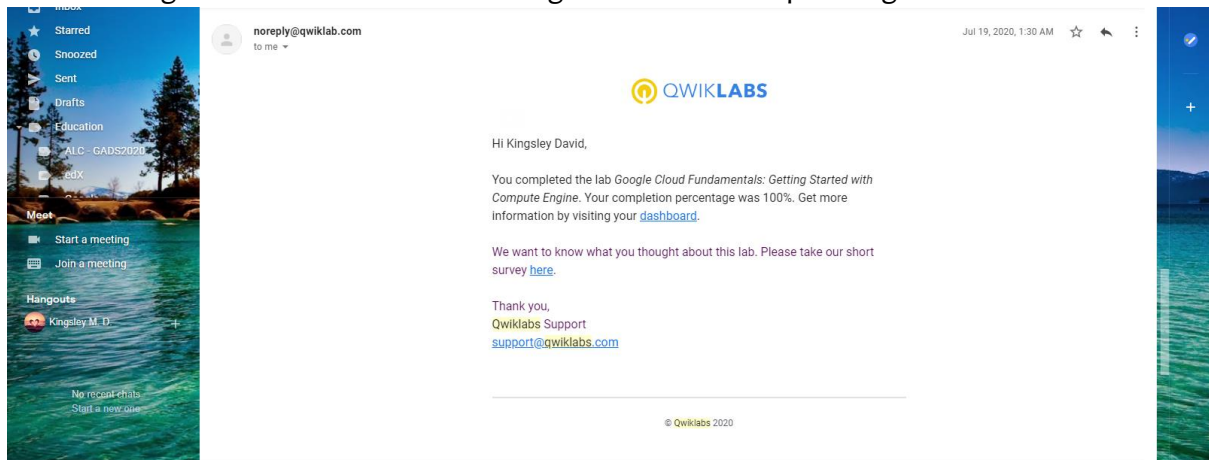 Inbox
Starred
Snoozed
Sent
Drafts
Education
ALC - GADS2020
edX
Meet
Start a meeting
Join a meeting
Hangouts
Kingsley M. D.
No recent chats
Start a new one
noreply@qwiklab.com
to me
Jul 19, 2020, 1:30 AM
QWIKLABS
Hi Kingsley David,
You completed the lab Google Cloud Fundamentals: Getting Started with
Compute Engine. Your completion percentage was 100%. Get more
information by visiting your dashboard.
We want to know what you thought about this lab. Please take our short
survey here.
Thank you,
Qwiklabs Support
support@qwiklabs.com
© Qwiklabs 2020